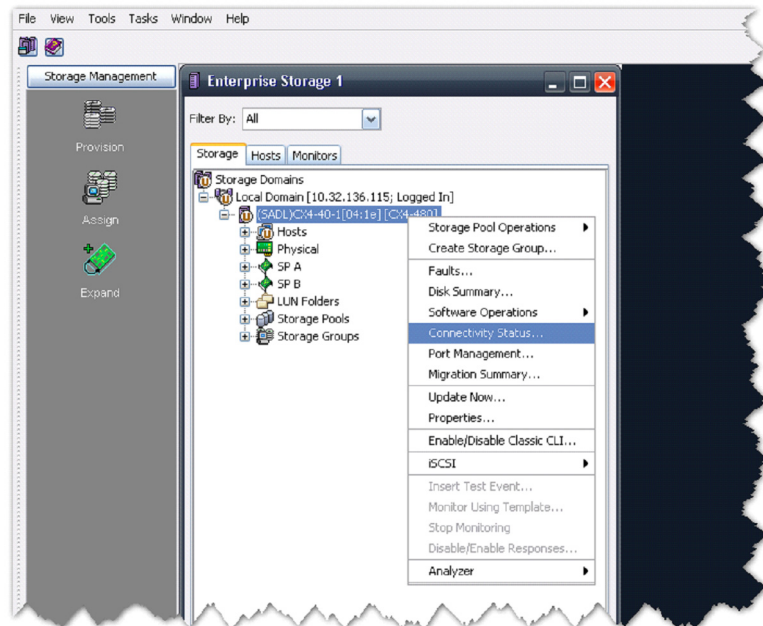 File View Tools Tasks Window Help
Storage Management
Provision
Assign
Expand
Enterprise Storage 1
Filter By: All
Storage Hosts Monitors
Storage Domains
Local Domain [10.32.136.115; Logged In]
(SADL)CX4-40-1[04:1e] [CX4-480]
Hosts
Physical
SP A
SP B
LUN Folders
Storage Pools
Storage Groups
Storage Pool Operations
Create Storage Group...
Faults...
Disk Summary...
Software Operations
Connectivity Status...
Port Management...
Migration Summary...
Update Now...
Properties...
Enable/Disable Classic CLI...
iSCSI
Insert Test Event...
Monitor Using Template...
Stop Monitoring
Disable/Enable Responses...
Analyzer